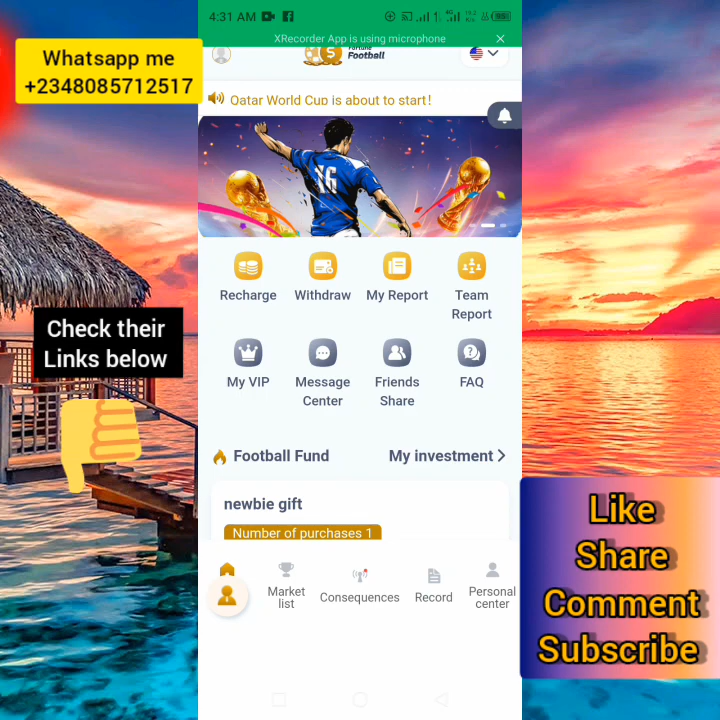 Whatsapp me
+2348085712517
4:31 AM
XRecorder App is using microphone
Fortune
Football
Qatar World Cup is about to start!
16
Recharge
Withdraw
My Report
Team
Report
My VIP
Message
Center
Friends
Share
FAQ
Check their
Links below
Football Fund
My investment
newbie gift
Number of purchases 1
Market
list
Consequences
Record
Personal
center
Like
Share
Comment
Subscribe